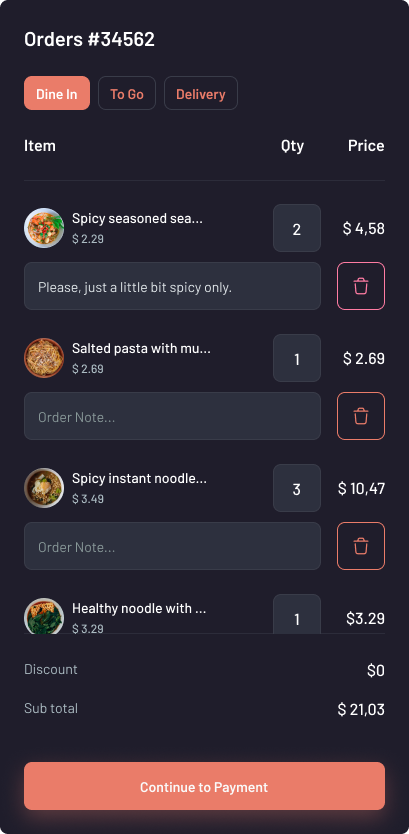 Orders #34562
Dine In To Go Delivery
Item Qty Price
Spicy seasoned sea... 2 $ 4,58
$ 2.29
Please, just a little bit spicy only.
Salted pasta with mu... 1 $ 2.69
$ 2.69
Order Note...
Spicy instant noodle... 3 $ 10,47
$ 3.49
Order Note...
Healthy noodle with ... 1 $3.29
$ 3.29
Discount $0
Sub total $ 21,03
Continue to Payment